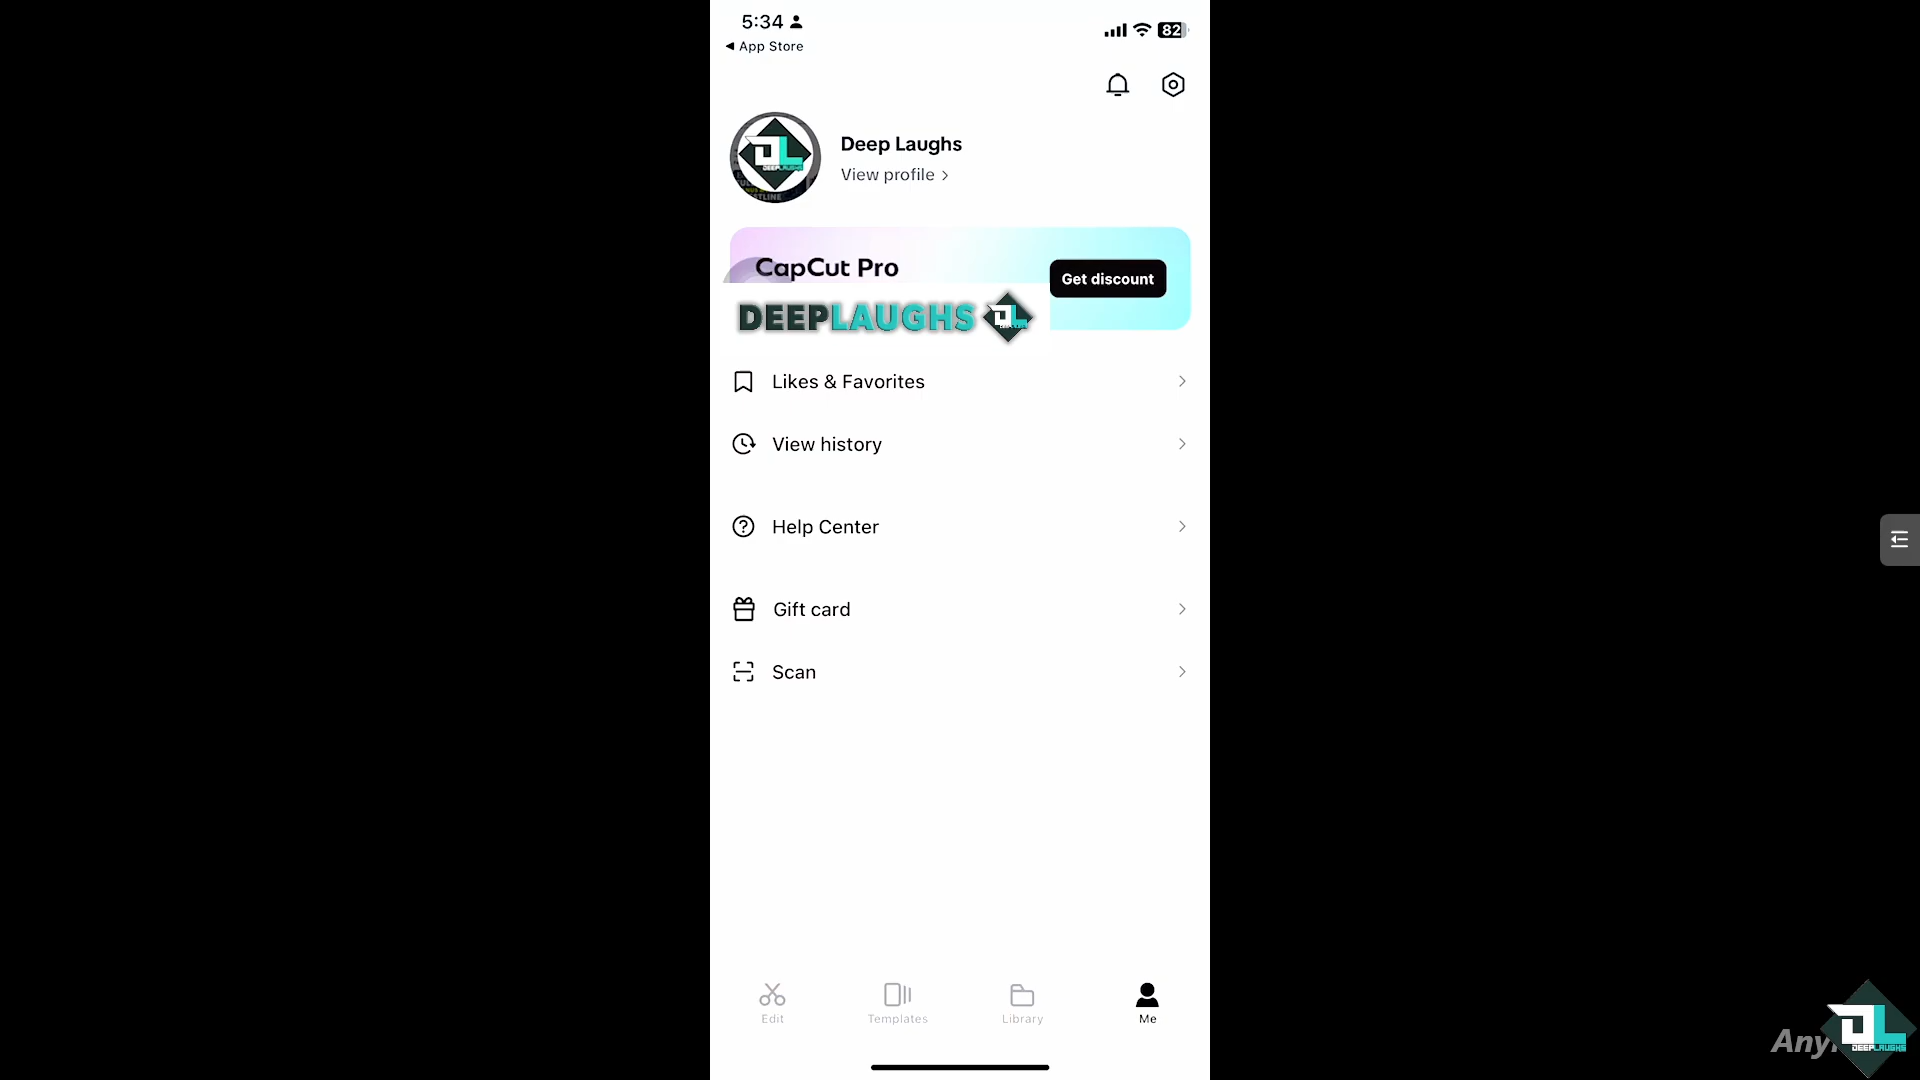 5:34
82
◀ App Store
Deep Laughs
View profile >
CapCut Pro
Get discount
DEEPLAUGHS
Likes & Favorites
View history
Help Center
Gift card
Scan
Edit
Templates
Library
Me
DEEPLAUGHS